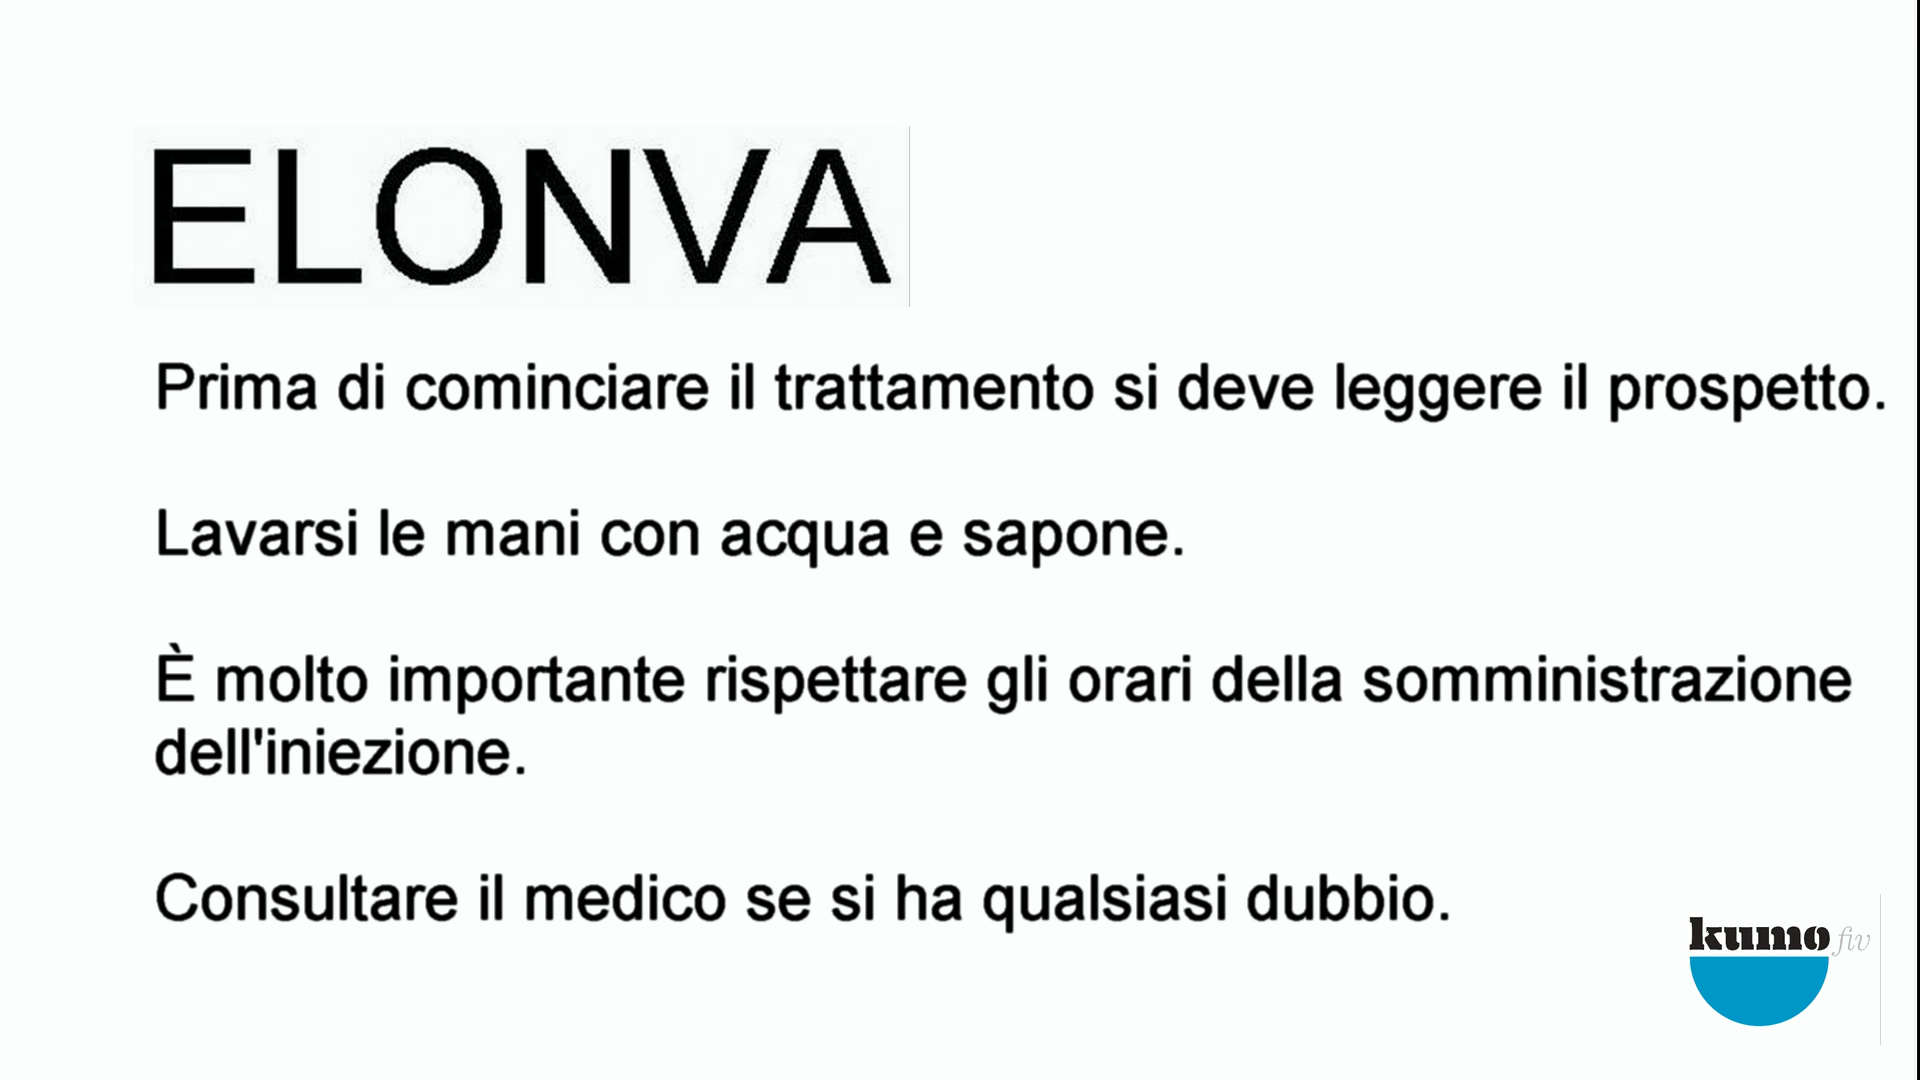 ELONVA
Prima di cominciare il trattamento si deve leggere il prospetto.
Lavarsi le mani con acqua e sapone.
È molto importante rispettare gli orari della somministrazione
dell'iniezione.
Consultare il medico se si ha qualsiasi dubbio.
kumo fiv